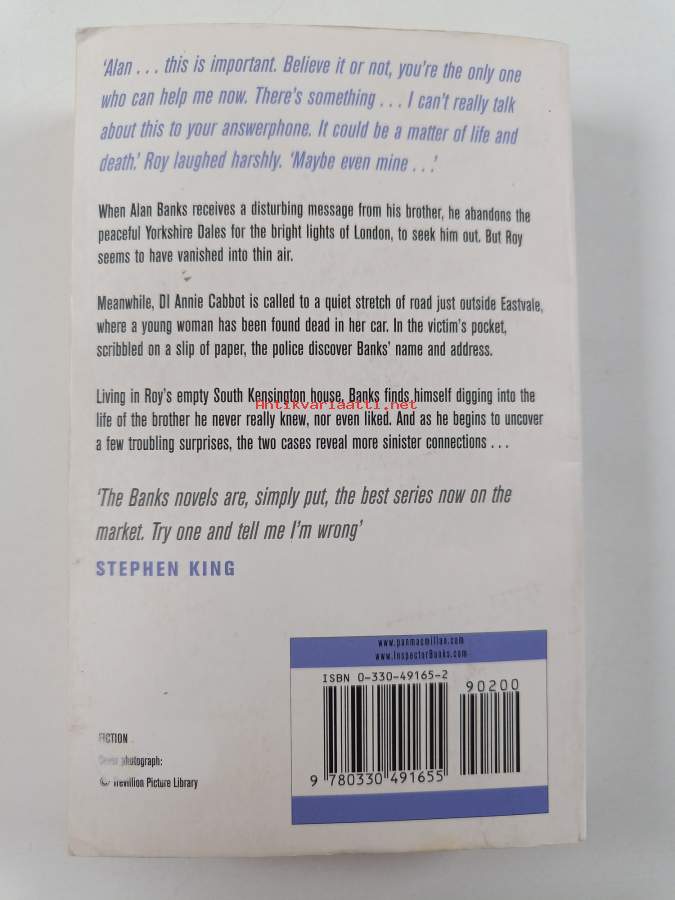 ‘Alan . . . this is important. Believe it or not, you’re the only one
who can help me now. There’s something . . . I can’t really talk
about this to your answerphone. It could be a matter of life and
death.’ Roy laughed harshly. ‘Maybe even mine . . .’
When Alan Banks receives a disturbing message from his brother, he abandons the
peaceful Yorkshire Dales for the bright lights of London, to seek him out. But Roy
seems to have vanished into thin air.
Meanwhile, DI Annie Cabbot is called to a quiet stretch of road just outside Eastvale,
where a young woman has been found dead in her car. In the victim’s pocket,
scribbled on a slip of paper, the police discover Banks’ name and address.
Living in Roy’s empty South Kensington house, Banks finds himself digging into the
Antikvariaatti.net
life of the brother he never really knew, nor even liked. And as he begins to uncover
a few troubling surprises, the two cases reveal more sinister connections . . .
‘The Banks novels are, simply put, the best series now on the
market. Try one and tell me I’m wrong’
STEPHEN KING
www.panmacmillan.com
www.InspectorBanks.com
ISBN 0-330-49165-2
90200
9 780330 491655
FICTION
photograph:
© Trevillion Picture Library